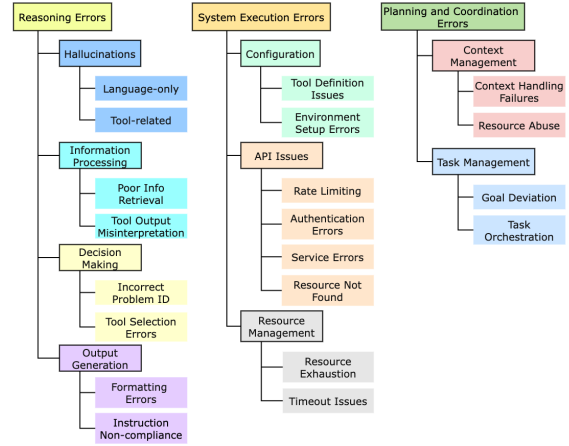 Reasoning Errors
Hallucinations
Language-only
Tool-related
Information
Processing
Poor Info
Retrieval
Tool Output
Misinterpretation
Decision
Making
Incorrect
Problem ID
Tool Selection
Errors
Output
Generation
Formatting
Errors
Instruction
Non-compliance
System Execution Errors
Configuration
Tool Definition
Issues
Environment
Setup Errors
API Issues
Rate Limiting
Authentication
Errors
Service Errors
Resource Not
Found
Resource
Management
Resource
Exhaustion
Timeout Issues
Planning and Coordination
Errors
Context
Management
Context Handling
Failures
Resource Abuse
Task Management
Goal Deviation
Task
Orchestration